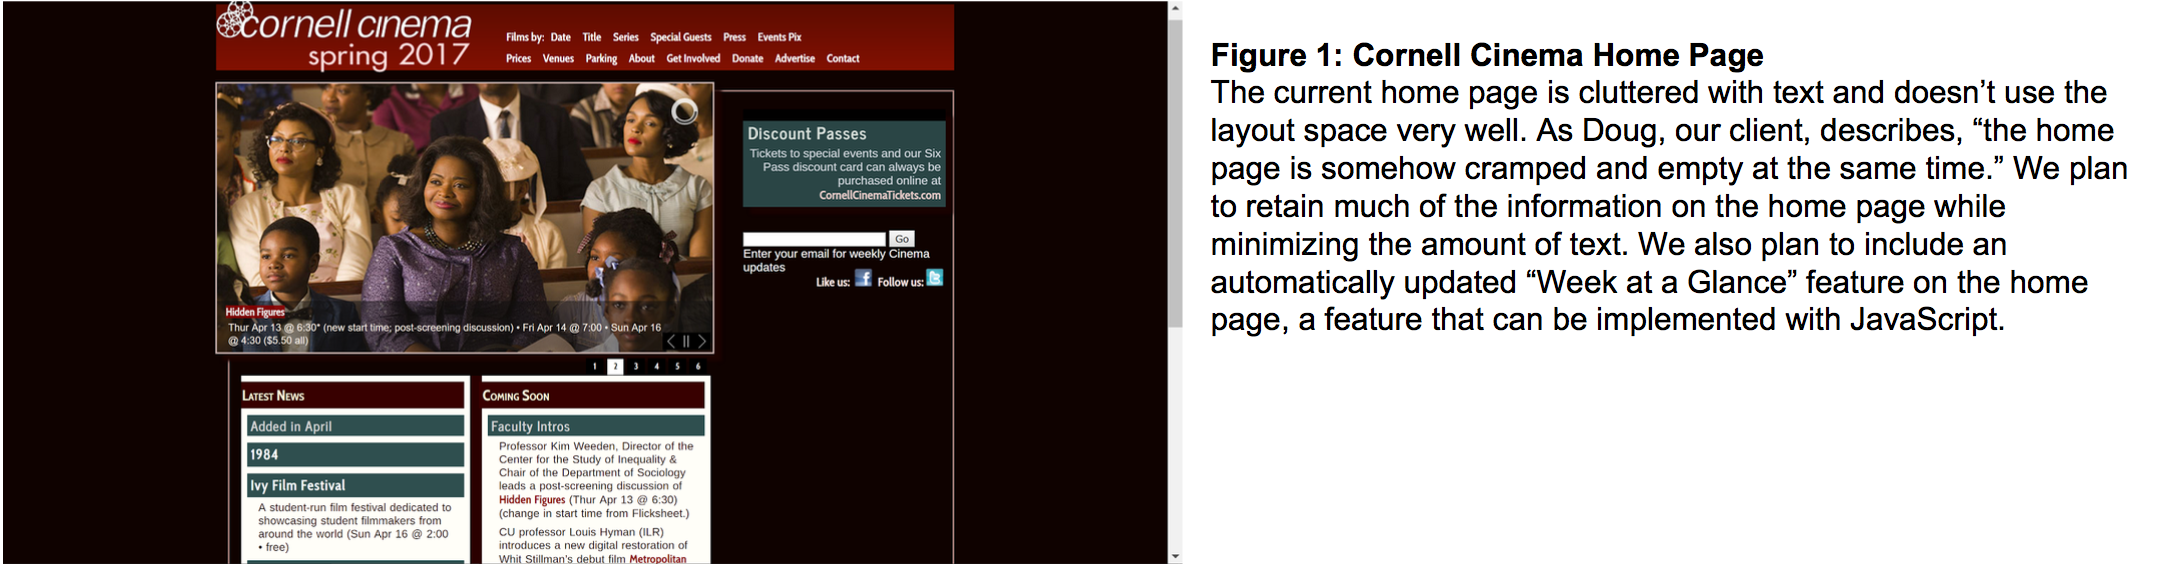 cornell cinema
spring 2017
Films by: Date Title Series Special Guests Press Events Pix
Prices Venues Parking About Get Involved Donate Advertise Contact
Hidden Figures
Thur Apr 13 @ 6:30* (new start time; post-screening discussion) • Fri Apr 14 @ 7:00 • Sun Apr 16
@ 4:30 ($5.50 all)
1 2 3 4 5 6
Discount Passes
Tickets to special events and our Six
Pass discount card can always be
purchased online at
CornellCinemaTickets.com
Go
Enter your email for weekly Cinema
updates
Like us: Follow us:
Latest News
Added in April
1984
Ivy Film Festival
A student-run film festival dedicated to
showcasing student filmmakers from
around the world (Sun Apr 16 @ 2:00
• free)
Coming Soon
Faculty Intros
Professor Kim Weeden, Director of the
Center for the Study of Inequality &
Chair of the Department of Sociology
leads a post-screening discussion of
Hidden Figures (Thur Apr 13 @ 6:30)
(change in start time from Flicksheet.)
CU professor Louis Hyman (ILR)
introduces a new digital restoration of
Whit Stillman's debut film Metropolitan
Figure 1: Cornell Cinema Home Page
The current home page is cluttered with text and doesn’t use the
layout space very well. As Doug, our client, describes, “the home
page is somehow cramped and empty at the same time.” We plan
to retain much of the information on the home page while
minimizing the amount of text. We also plan to include an
automatically updated “Week at a Glance” feature on the home
page, a feature that can be implemented with JavaScript.